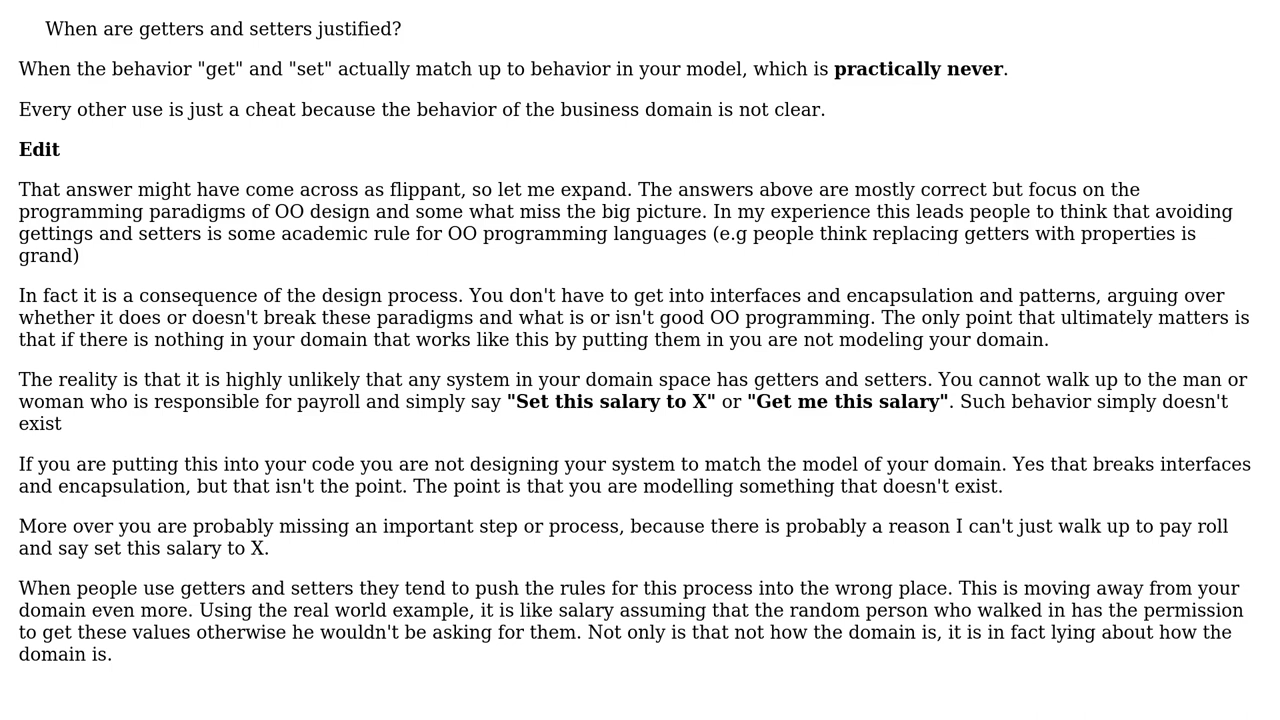 When are getters and setters justified?
When the behavior "get" and "set" actually match up to behavior in your model, which is practically never.
Every other use is just a cheat because the behavior of the business domain is not clear.
Edit
That answer might have come across as flippant, so let me expand. The answers above are mostly correct but focus on the
programming paradigms of OO design and some what miss the big picture. In my experience this leads people to think that avoiding
gettings and setters is some academic rule for OO programming languages (e.g people think replacing getters with properties is
grand)
In fact it is a consequence of the design process. You don't have to get into interfaces and encapsulation and patterns, arguing over
whether it does or doesn't break these paradigms and what is or isn't good OO programming. The only point that ultimately matters is
that if there is nothing in your domain that works like this by putting them in you are not modeling your domain.
The reality is that it is highly unlikely that any system in your domain space has getters and setters. You cannot walk up to the man or
woman who is responsible for payroll and simply say "Set this salary to X" or "Get me this salary". Such behavior simply doesn't
exist
If you are putting this into your code you are not designing your system to match the model of your domain. Yes that breaks interfaces
and encapsulation, but that isn't the point. The point is that you are modelling something that doesn't exist.
More over you are probably missing an important step or process, because there is probably a reason I can't just walk up to pay roll
and say set this salary to X.
When people use getters and setters they tend to push the rules for this process into the wrong place. This is moving away from your
domain even more. Using the real world example, it is like salary assuming that the random person who walked in has the permission
to get these values otherwise he wouldn't be asking for them. Not only is that not how the domain is, it is in fact lying about how the
domain is.